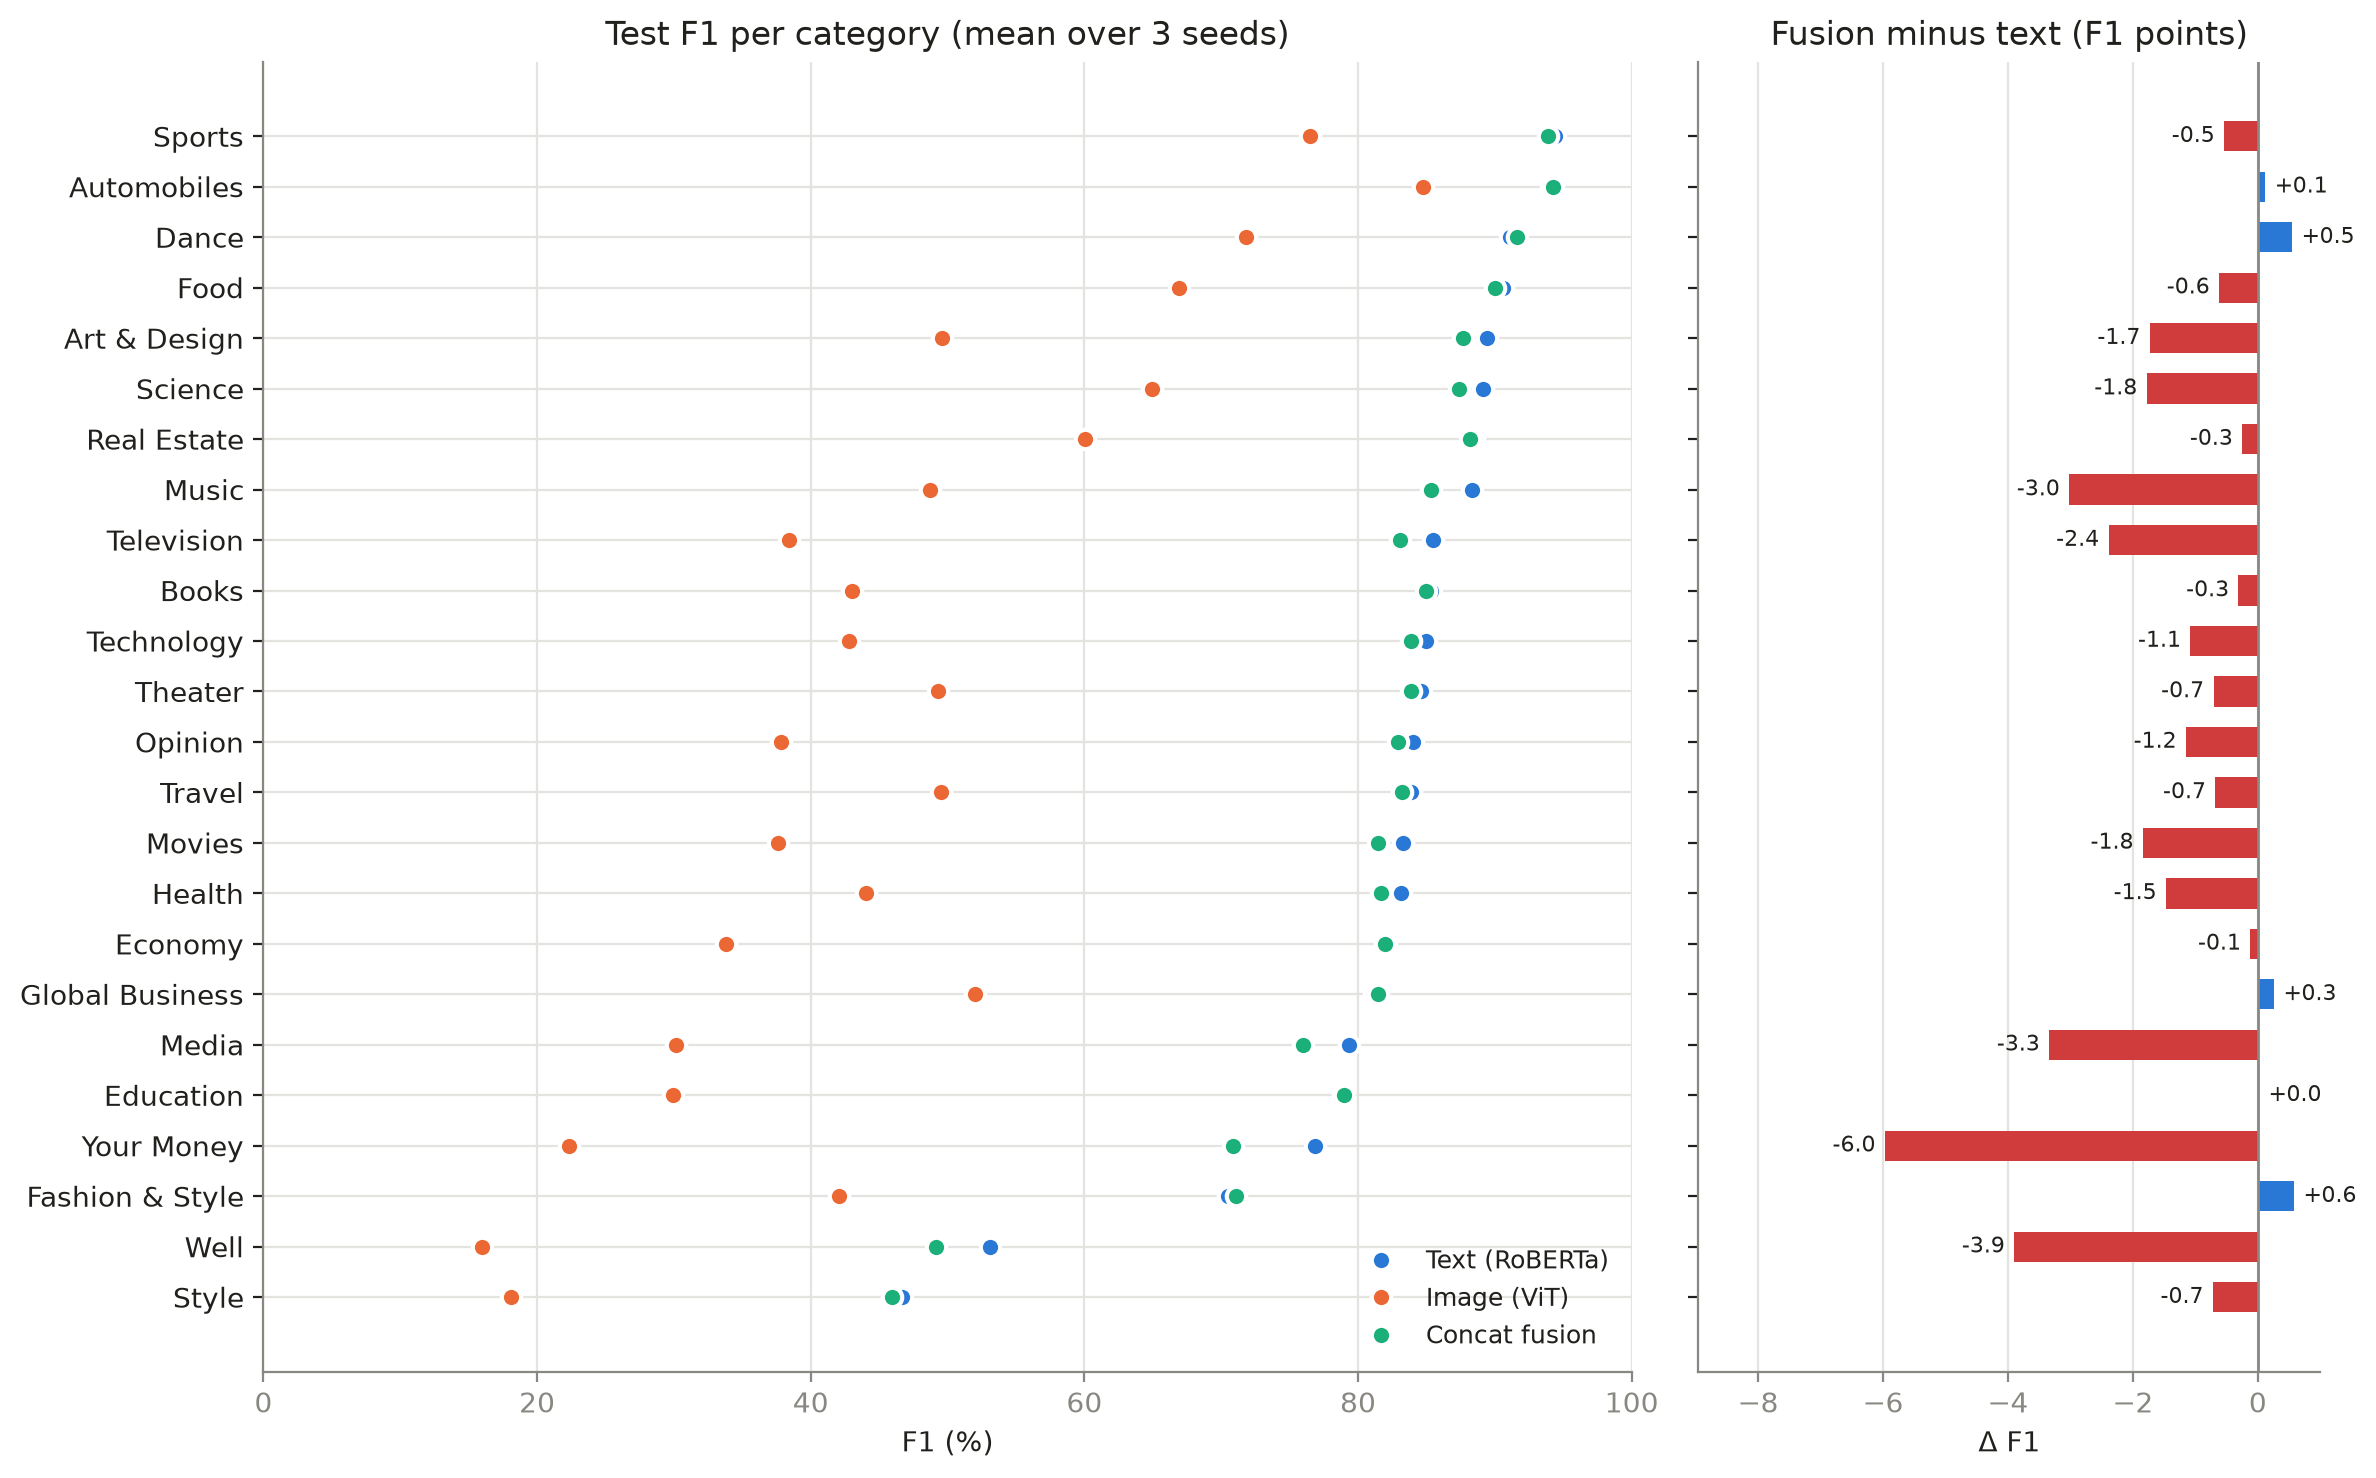 Test F1 per category (mean over 3 seeds)
Fusion minus text (F1 points)
Sports
Automobiles
Dance
Food
Art & Design
Science
Real Estate
Music
Television
Books
Technology
Theater
Opinion
Travel
Movies
Health
Economy
Global Business
Media
Education
Your Money
Fashion & Style
Well
Style
Text (RoBERTa)
Image (ViT)
Concat fusion
0 20 40 60 80 100
F1 (%)
-0.5
+0.1
+0.5
-0.6
-1.7
-1.8
-0.3
-3.0
-2.4
-0.3
-1.1
-0.7
-1.2
-0.7
-1.8
-1.5
-0.1
+0.3
-3.3
+0.0
-6.0
+0.6
-3.9
-0.7
−8 −6 −4 −2 0
Δ F1